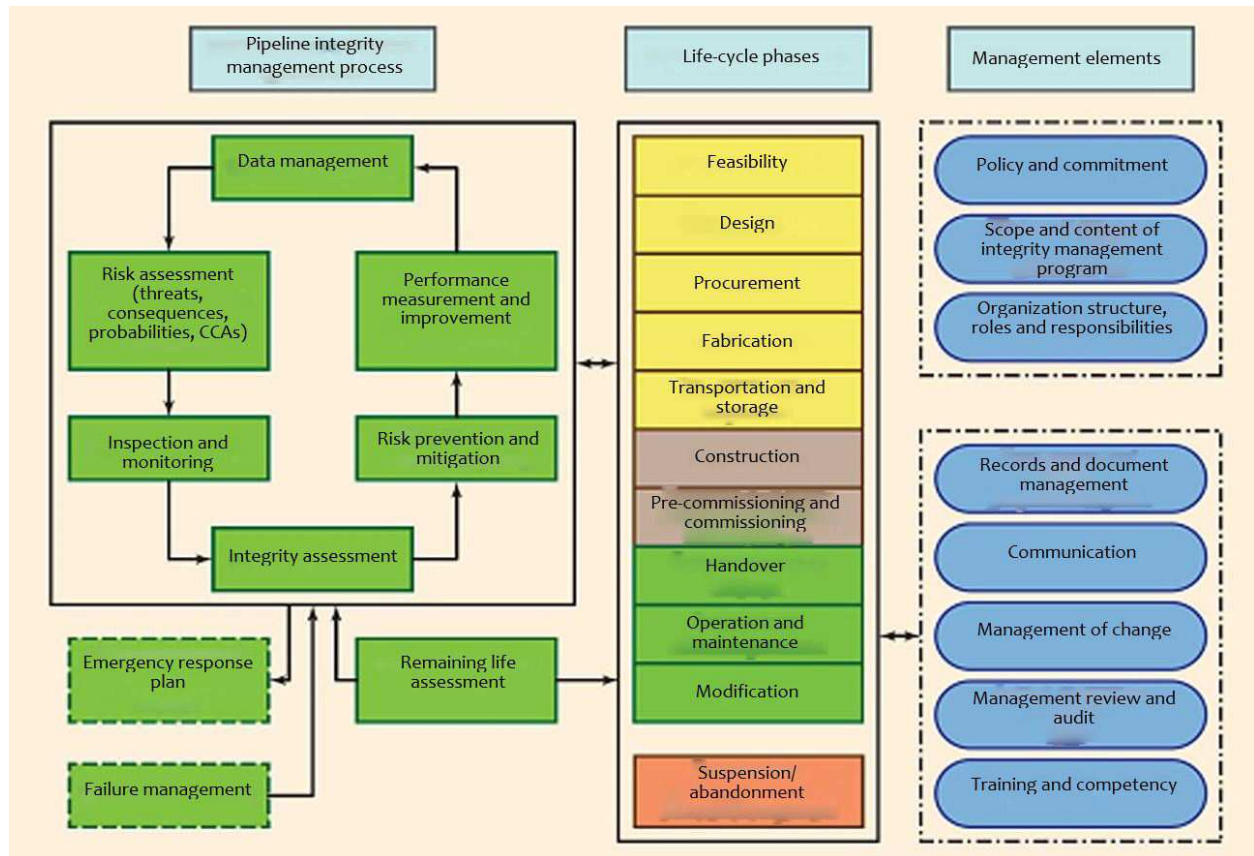 Pipeline integrity
management process
Life-cycle phases
Management elements
Data management
Risk assessment
(threats,
consequences,
probabilities, CCAs)
Performance
measurement and
improvement
Inspection and
monitoring
Risk prevention and
mitigation
Integrity assessment
Emergency response
plan
Remaining life
assessment
Failure management
Feasibility
Design
Procurement
Fabrication
Transportation and
storage
Construction
Pre-commissioning and
commissioning
Handover
Operation and
maintenance
Modification
Suspension/
abandonment
Policy and commitment
Scope and content of
integrity management
program
Organization structure,
roles and responsibilities
Records and document
management
Communication
Management of change
Management review and
audit
Training and competency